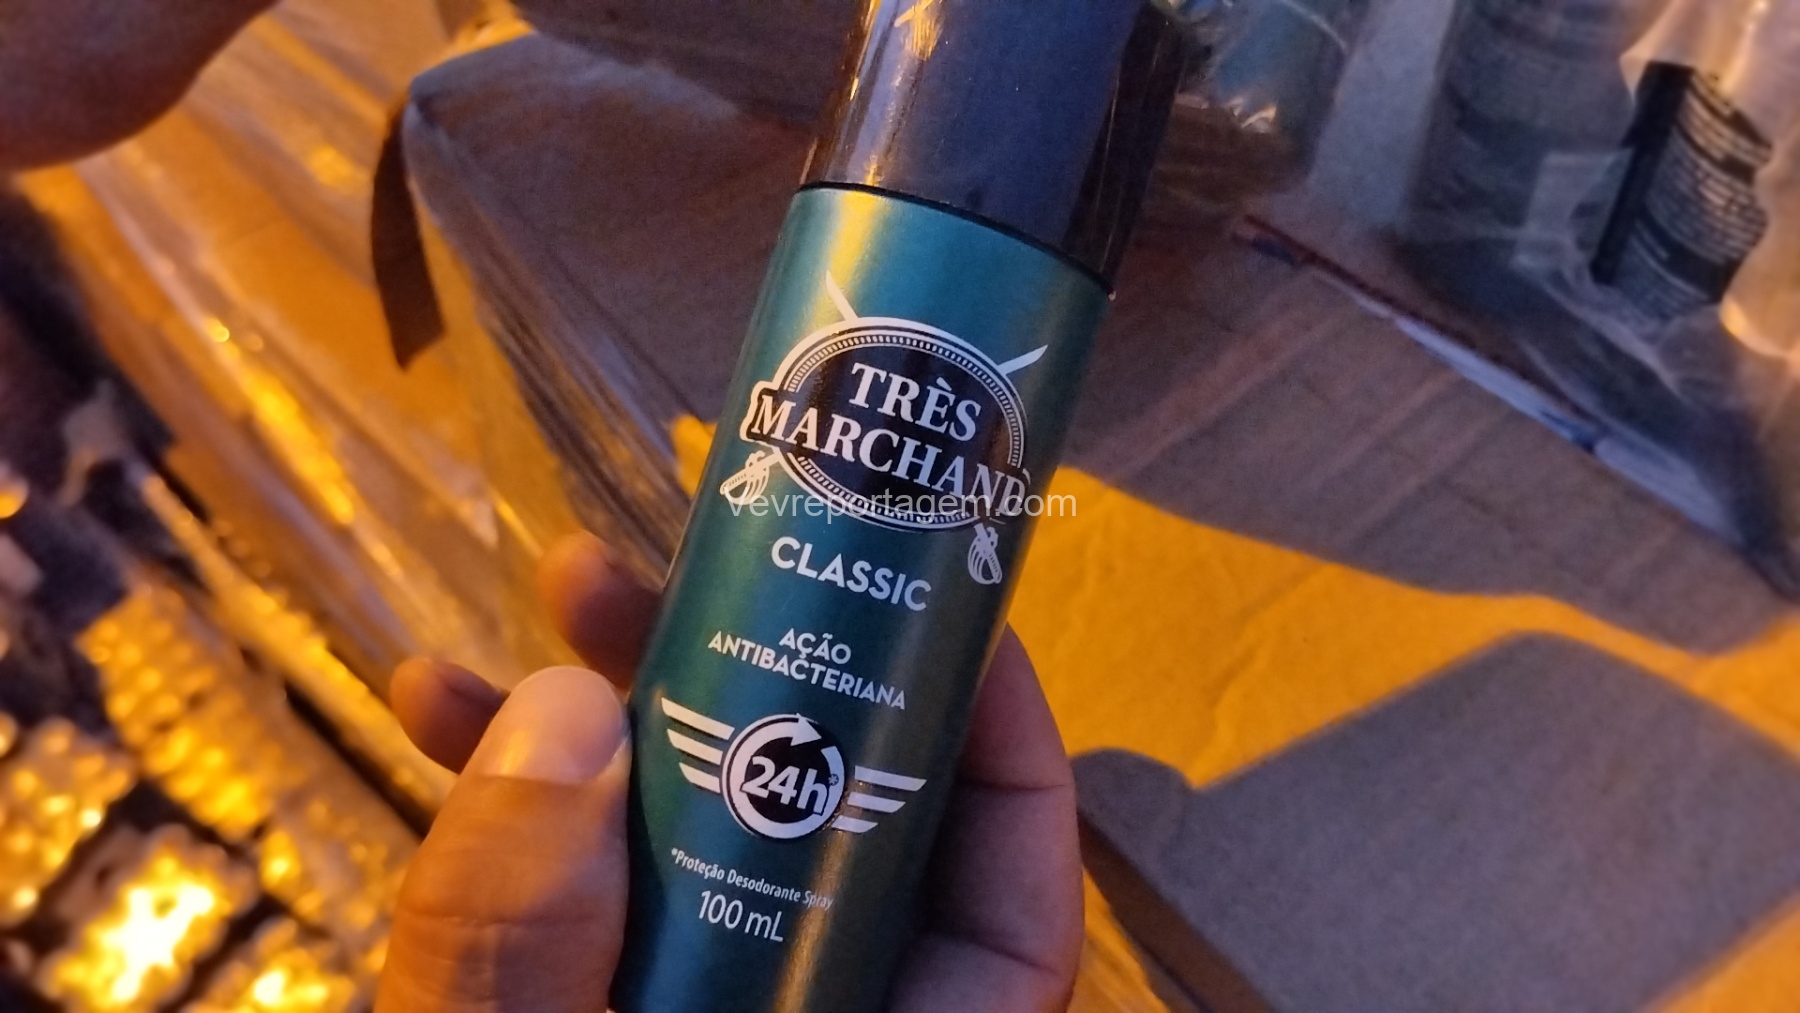 TRÈS
MARCHAND
vevreportagem.com
CLASSIC
AÇÃO
ANTIBACTERIANA
24h*
*Proteção Desodorante Spray
100 mL